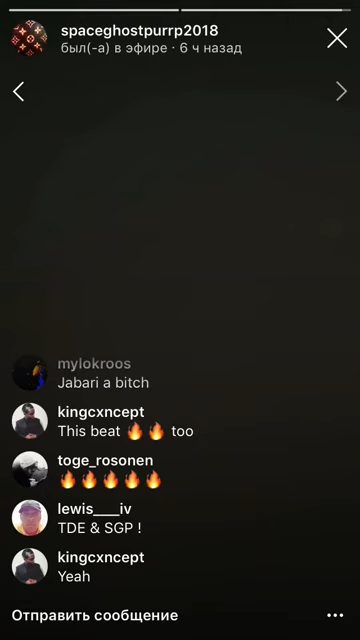 spaceghostpurrp2018
был(-а) в эфире · 6 ч назад
mylokroos
Jabari a bitch
kingcxncept
This beat 🔥🔥 too
toge_rosonen
🔥🔥🔥🔥🔥
lewis____iv
TDE & SGP !
kingcxncept
Yeah
Отправить сообщение